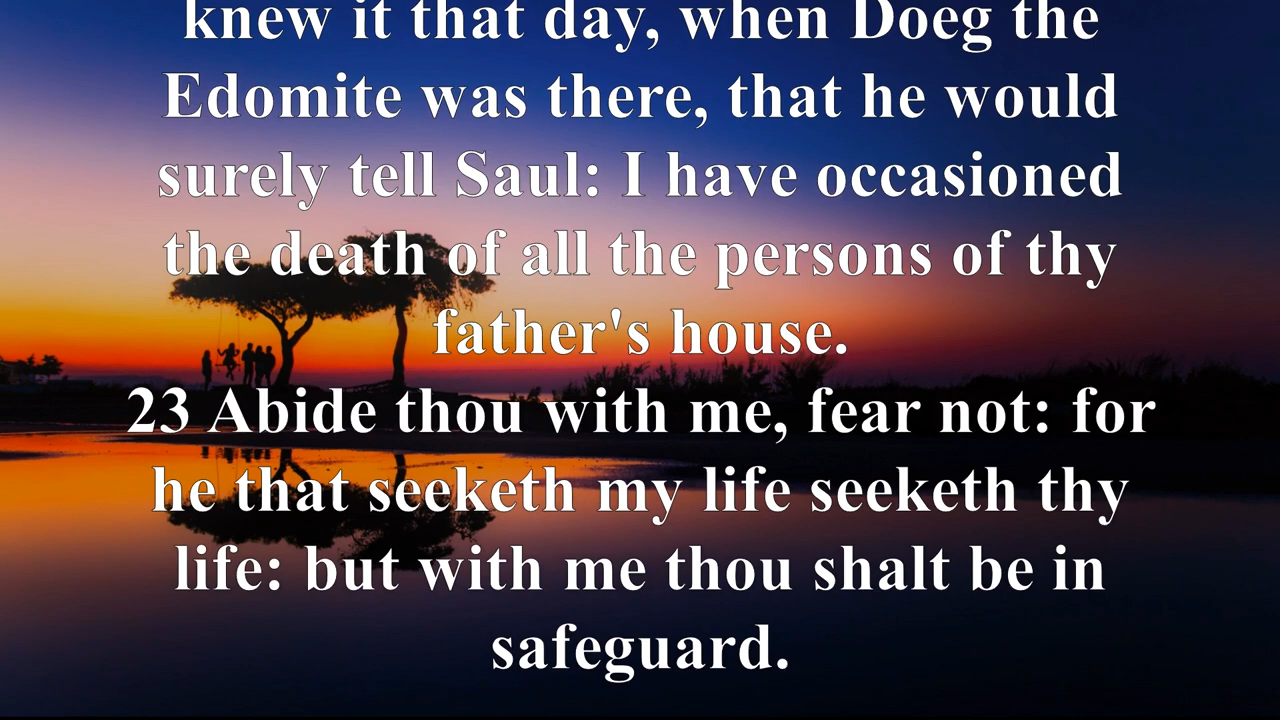 knew it that day, when Doeg the
Edomite was there, that he would
surely tell Saul: I have occasioned
the death of all the persons of thy
father's house.
23 Abide thou with me, fear not: for
he that seeketh my life seeketh thy
life: but with me thou shalt be in
safeguard.